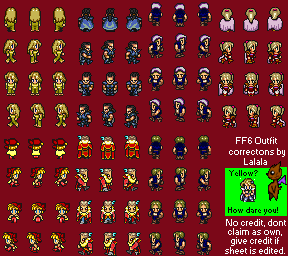 FF6 Outfit
correctons by
Lalala
Yellow?
How dare you!
No credit, dont
claim as own,
give credit if
sheet is edited.